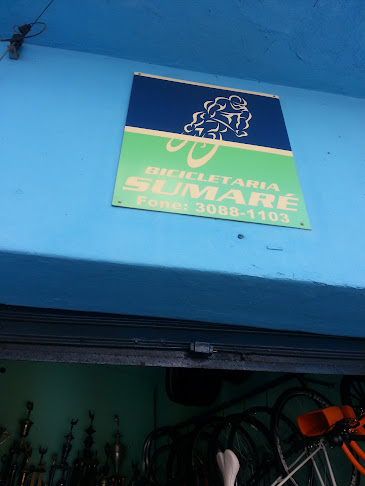 BICICLETARIA
SUMARÉ
Fone: 3088-1103